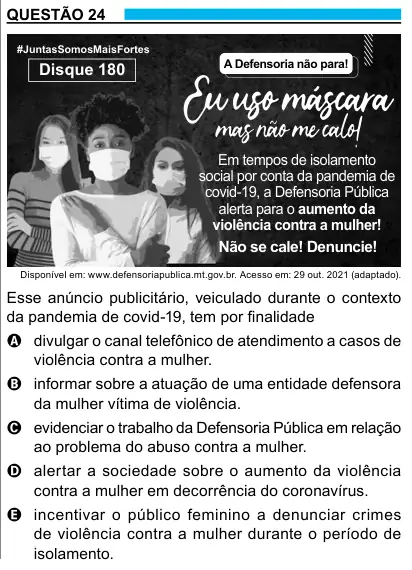 QUESTÃO 24
#JuntasSomosMaisFortes
Disque 180
A Defensoria não para!
Eu uso máscara
mas não me calo!
Em tempos de isolamento
social por conta da pandemia de
covid-19, a Defensoria Pública
alerta para o aumento da
violência contra a mulher!
Não se cale! Denuncie!
Disponível em: www.defensoriapublica.mt.gov.br. Acesso em: 29 out. 2021 (adaptado).
Esse anúncio publicitário, veiculado durante o contexto
da pandemia de covid-19, tem por finalidade
A divulgar o canal telefônico de atendimento a casos de
violência contra a mulher.
B informar sobre a atuação de uma entidade defensora
da mulher vítima de violência.
C evidenciar o trabalho da Defensoria Pública em relação
ao problema do abuso contra a mulher.
D alertar a sociedade sobre o aumento da violência
contra a mulher em decorrência do coronavírus.
E incentivar o público feminino a denunciar crimes
de violência contra a mulher durante o período de
isolamento.